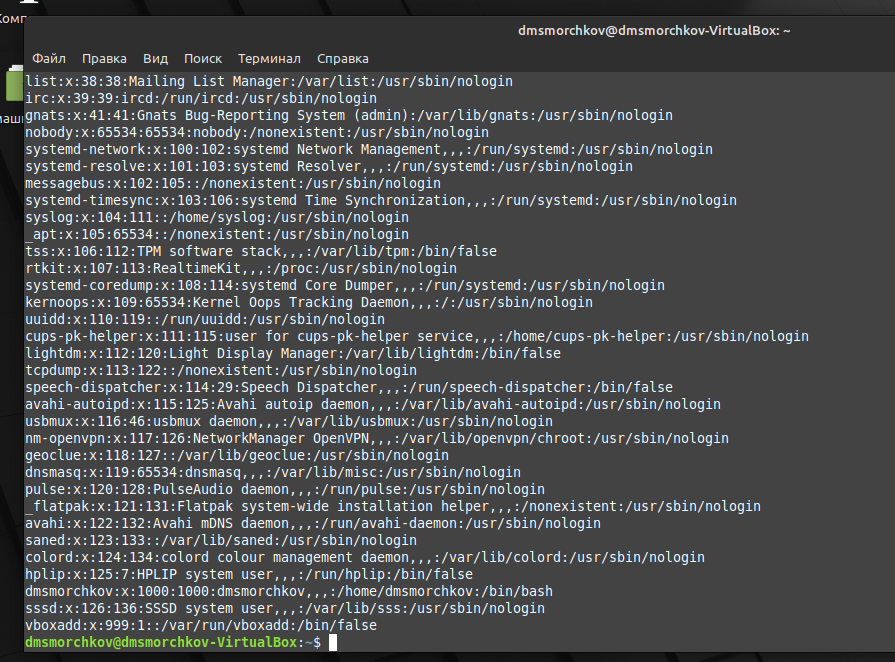 dmsmorchkov@dmsmorchkov-VirtualBox: ~
Файл Правка Вид Поиск Терминал Справка
list:x:38:38:Mailing List Manager:/var/list:/usr/sbin/nologin
irc:x:39:39:ircd:/run/ircd:/usr/sbin/nologin
gnats:x:41:41:Gnats Bug-Reporting System (admin):/var/lib/gnats:/usr/sbin/nologin
nobody:x:65534:65534:nobody:/nonexistent:/usr/sbin/nologin
systemd-network:x:100:102:systemd Network Management,,,:/run/systemd:/usr/sbin/nologin
systemd-resolve:x:101:103:systemd Resolver,,,:/run/systemd:/usr/sbin/nologin
messagebus:x:102:105::/nonexistent:/usr/sbin/nologin
systemd-timesync:x:103:106:systemd Time Synchronization,,,:/run/systemd:/usr/sbin/nologin
syslog:x:104:111::/home/syslog:/usr/sbin/nologin
_apt:x:105:65534::/nonexistent:/usr/sbin/nologin
tss:x:106:112:TPM software stack,,,:/var/lib/tpm:/bin/false
rtkit:x:107:113:RealtimeKit,,,:/proc:/usr/sbin/nologin
systemd-coredump:x:108:114:systemd Core Dumper,,,:/run/systemd:/usr/sbin/nologin
kernoops:x:109:65534:Kernel Oops Tracking Daemon,,,:/:/usr/sbin/nologin
uuidd:x:110:119::/run/uuidd:/usr/sbin/nologin
cups-pk-helper:x:111:115:user for cups-pk-helper service,,,:/home/cups-pk-helper:/usr/sbin/nologin
lightdm:x:112:120:Light Display Manager:/var/lib/lightdm:/bin/false
tcpdump:x:113:122::/nonexistent:/usr/sbin/nologin
speech-dispatcher:x:114:29:Speech Dispatcher,,,:/run/speech-dispatcher:/bin/false
avahi-autoipd:x:115:125:Avahi autoip daemon,,,:/var/lib/avahi-autoipd:/usr/sbin/nologin
usbmux:x:116:46:usbmux daemon,,,:/var/lib/usbmux:/usr/sbin/nologin
nm-openvpn:x:117:126:NetworkManager OpenVPN,,,:/var/lib/openvpn/chroot:/usr/sbin/nologin
geoclue:x:118:127::/var/lib/geoclue:/usr/sbin/nologin
dnsmasq:x:119:65534:dnsmasq,,,:/var/lib/misc:/usr/sbin/nologin
pulse:x:120:128:PulseAudio daemon,,,:/run/pulse:/usr/sbin/nologin
_flatpak:x:121:131:Flatpak system-wide installation helper,,,:/nonexistent:/usr/sbin/nologin
avahi:x:122:132:Avahi mDNS daemon,,,:/run/avahi-daemon:/usr/sbin/nologin
saned:x:123:133::/var/lib/saned:/usr/sbin/nologin
colord:x:124:134:colord colour management daemon,,,:/var/lib/colord:/usr/sbin/nologin
hplip:x:125:7:HPLIP system user,,,:/run/hplip:/bin/false
dmsmorchkov:x:1000:1000:dmsmorchkov,,,:/home/dmsmorchkov:/bin/bash
sssd:x:126:136:SSSD system user,,,:/var/lib/sss:/usr/sbin/nologin
vboxadd:x:999:1::/var/run/vboxadd:/bin/false
dmsmorchkov@dmsmorchkov-VirtualBox:~$